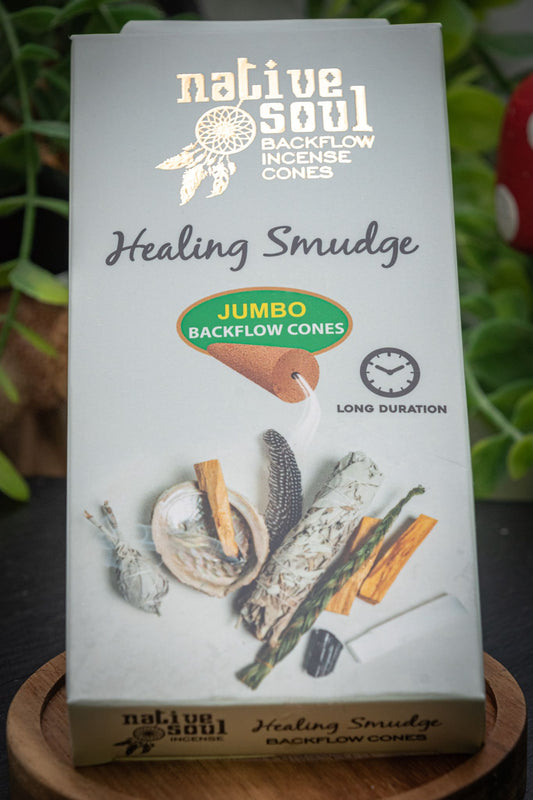 native
soul
BACKFLOW
INCENSE
CONES
Healing Smudge
JUMBO
BACKFLOW CONES
LONG DURATION
native
soul
INCENSE
Healing Smudge
BACKFLOW CONES